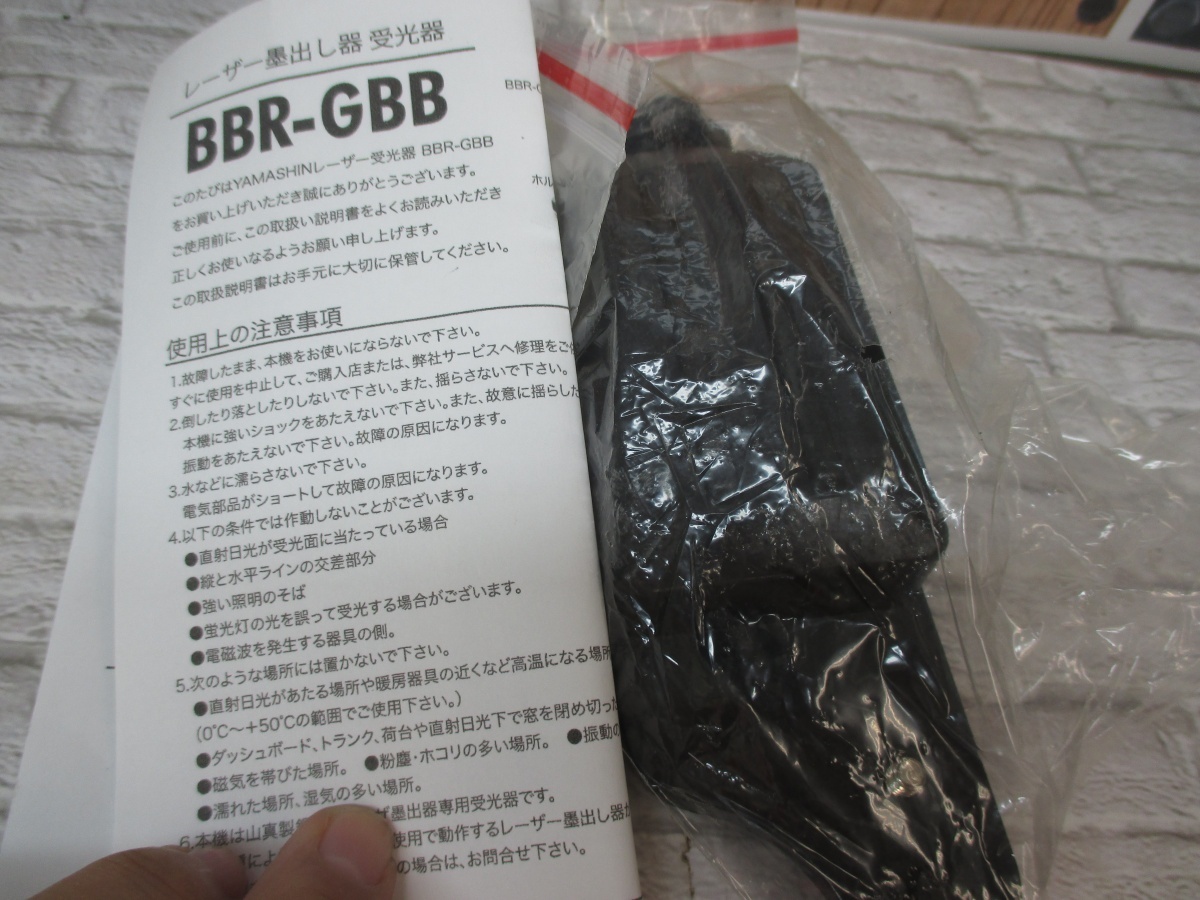 レーザー墨出し器 受光器
BBR-GBB
このたびはYAMASHINレーザー受光器 BBR-GBB
をお買い上げいただき誠にありがとうございます。
ご使用前に、この取扱い説明書をよくお読みいただき
正しくお使いなるようお願い申し上げます。
この取扱説明書はお手元に大切に保管してください。
使用上の注意事項
1.故障したまま、本機をお使いにならないで下さい。
すぐに使用を中止して、ご購入店または、弊社サービスへ修理をご
2.倒したり落としたりしないで下さい。また、揺らさないで下さい。
本機に強いショックをあたえないで下さい。また、故意に揺らした
振動をあたえないで下さい。故障の原因になります。
3.水などに濡らさないで下さい。
電気部品がショートして故障の原因になります。
4.以下の条件では作動しないことがございます。
●直射日光が受光面に当たっている場合
●縦と水平ラインの交差部分
●強い照明のそば
●蛍光灯の光を誤って受光する場合がございます。
●電磁波を発生する器具の側。
5.次のような場所には置かないで下さい。
●直射日光があたる場所や暖房器具の近くなど高温になる場所
(0℃～+50℃の範囲でご使用下さい。)
●ダッシュボード、トランク、荷台や直射日光下で窓を閉め切った
●磁気を帯びた場所。 ●粉塵・ホコリの多い場所。 ●振動の
●濡れた場所、湿気の多い場所。
6.本機は山真製 墨出器専用受光器です。
使用で動作するレーザー墨出し器
の場合は、お問合せ下さい。
BBR-
ホル